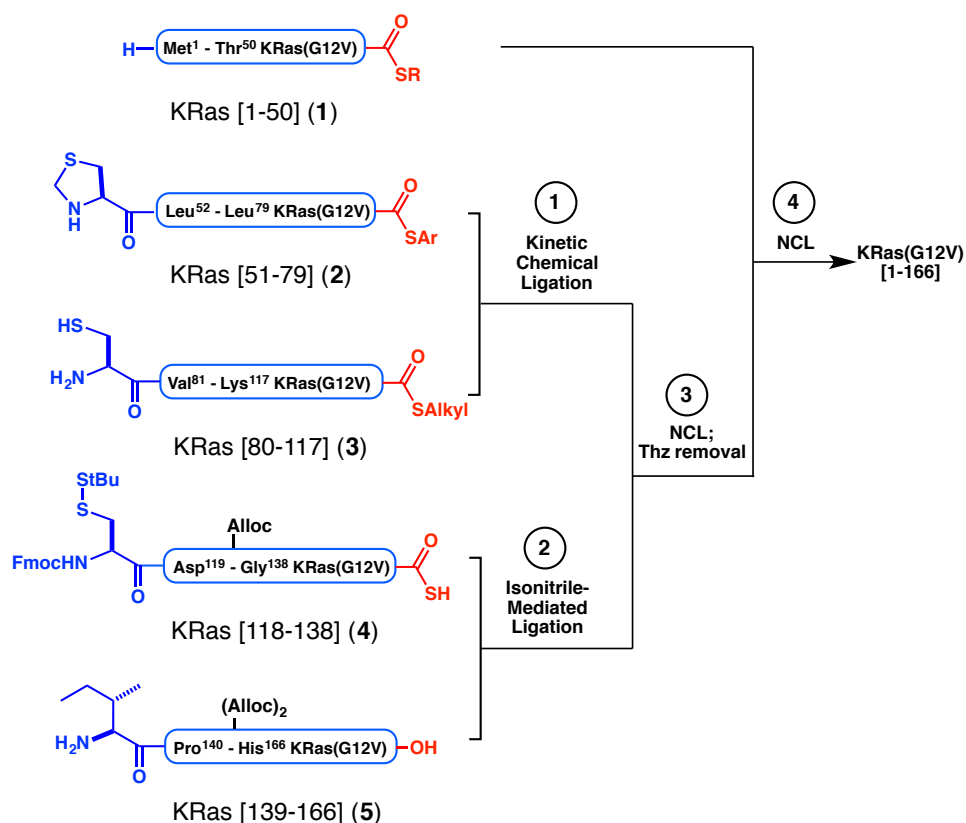 H
Met¹ - Thr⁵⁰ KRas(G12V)
O
SR
KRas [1-50] (1)
S
N
H
O
Leu⁵² - Leu⁷⁹ KRas(G12V)
O
SAr
KRas [51-79] (2)
1
Kinetic
Chemical
Ligation
4
NCL
KRas(G12V)
[1-166]
HS
H₂N
O
Val⁸¹ - Lys¹¹⁷ KRas(G12V)
O
SAlkyl
KRas [80-117] (3)
3
NCL;
Thz removal
StBu
S
FmocHN
O
Alloc
Asp¹¹⁹ - Gly¹³⁸ KRas(G12V)
O
SH
KRas [118-138] (4)
2
Isonitrile-
Mediated
Ligation
H₂N
O
(Alloc)₂
Pro¹⁴⁰ - His¹⁶⁶ KRas(G12V)
OH
KRas [139-166] (5)